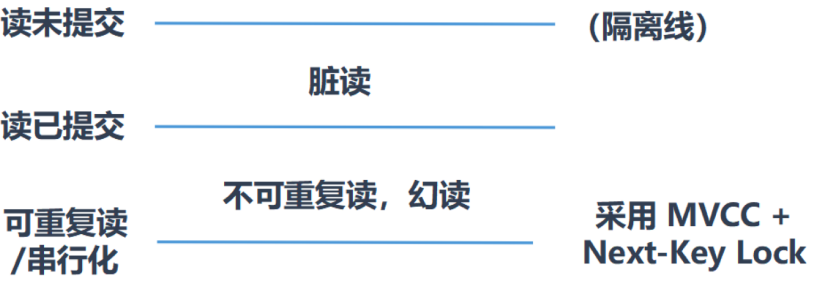 读未提交
（隔离线）
脏读
读已提交
不可重复读，幻读
可重复读
/串行化
采用 MVCC +
Next-Key Lock